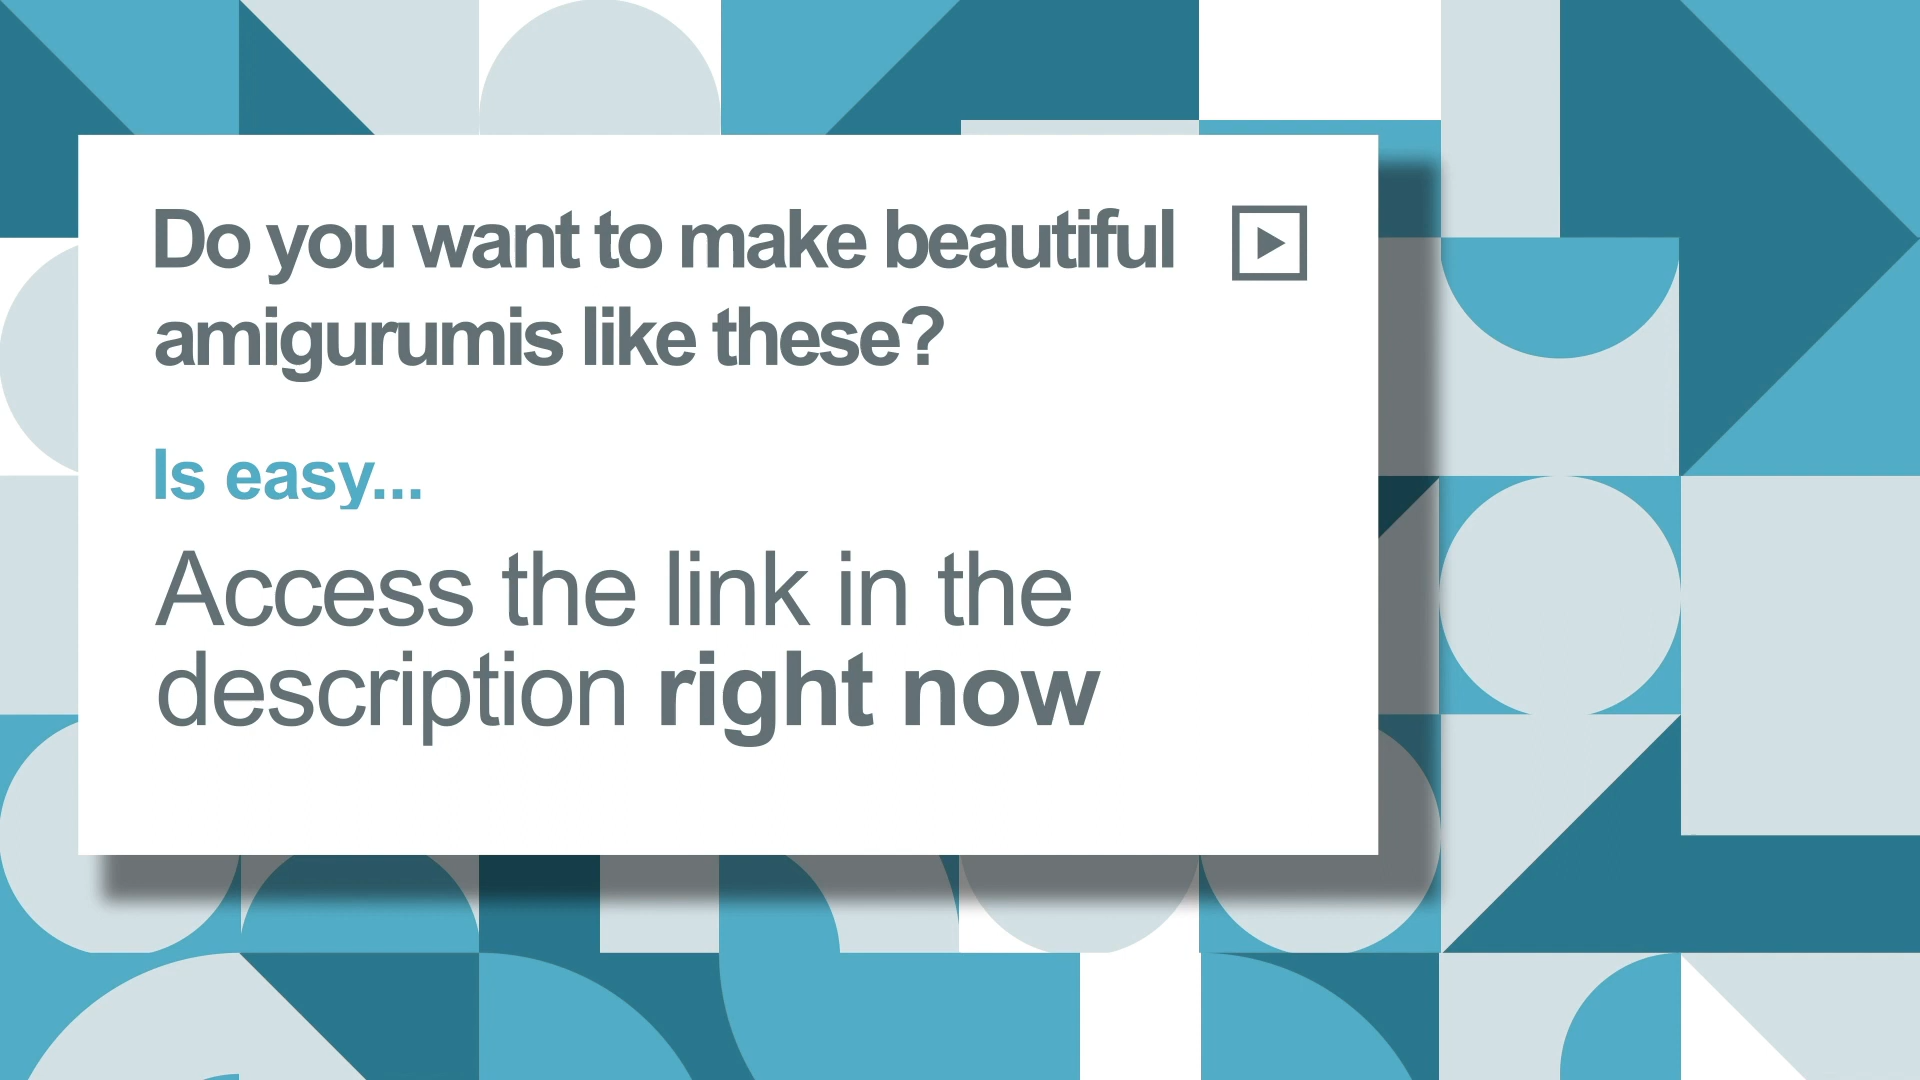 Do you want to make beautiful
amigurumis like these?
Is easy...
Access the link in the
description right now